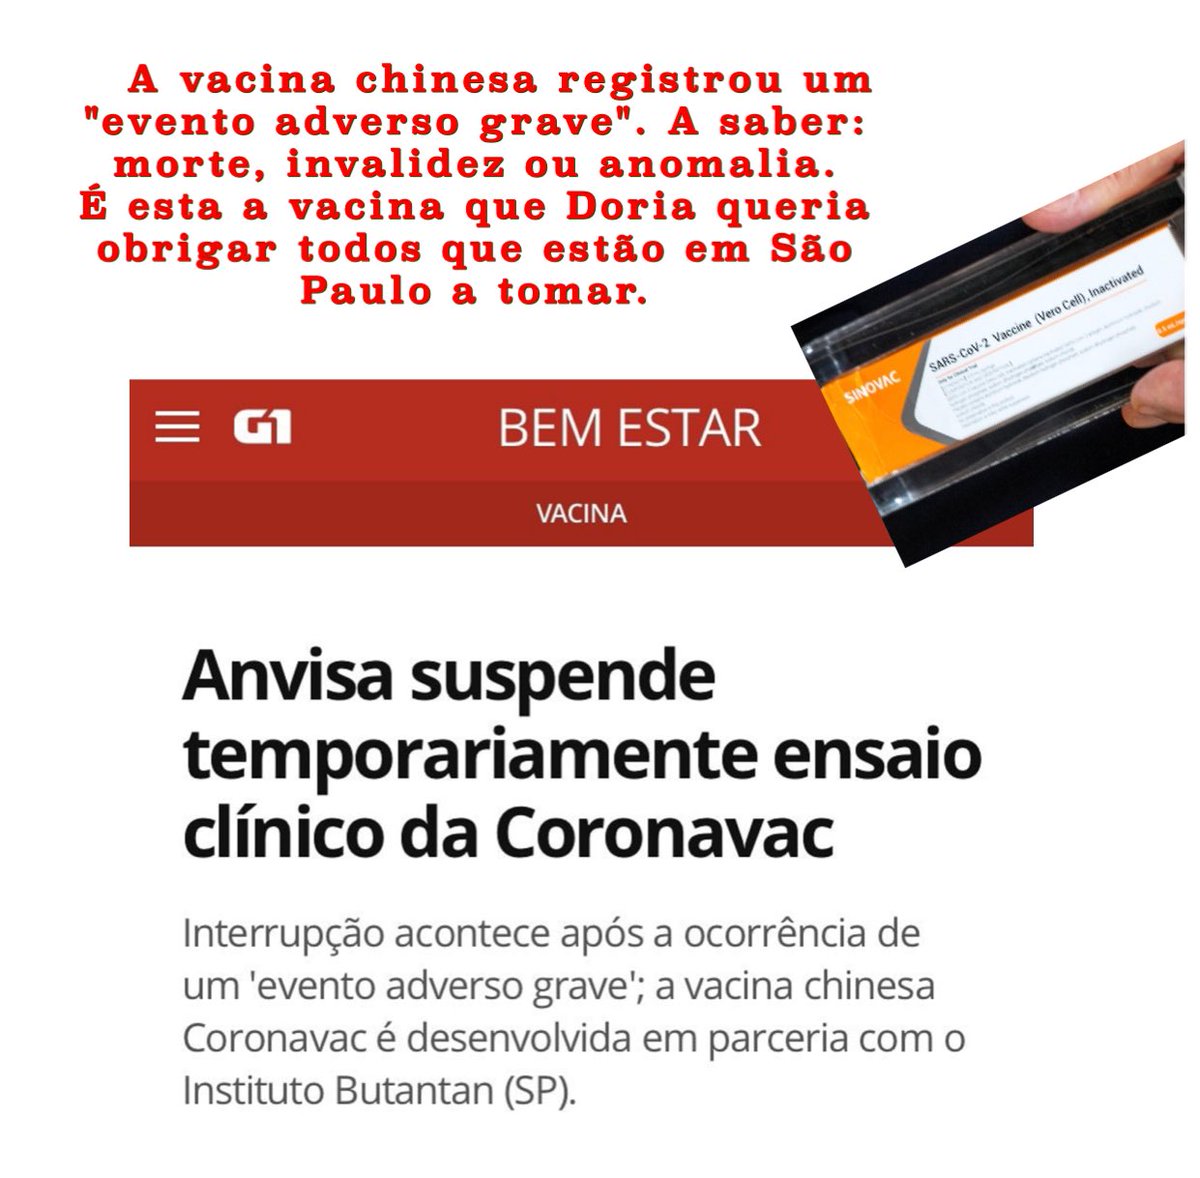 A vacina chinesa registrou um
"evento adverso grave". A saber:
morte, invalidez ou anomalia.
É esta a vacina que Doria queria
obrigar todos que estão em São
Paulo a tomar.
SINOVAC
SARS-CoV-2 Vaccine (Vero Cell), Inactivated
G1 BEM ESTAR
VACINA
Anvisa suspende
temporariamente ensaio
clínico da Coronavac
Interrupção acontece após a ocorrência de
um 'evento adverso grave'; a vacina chinesa
Coronavac é desenvolvida em parceria com o
Instituto Butantan (SP).